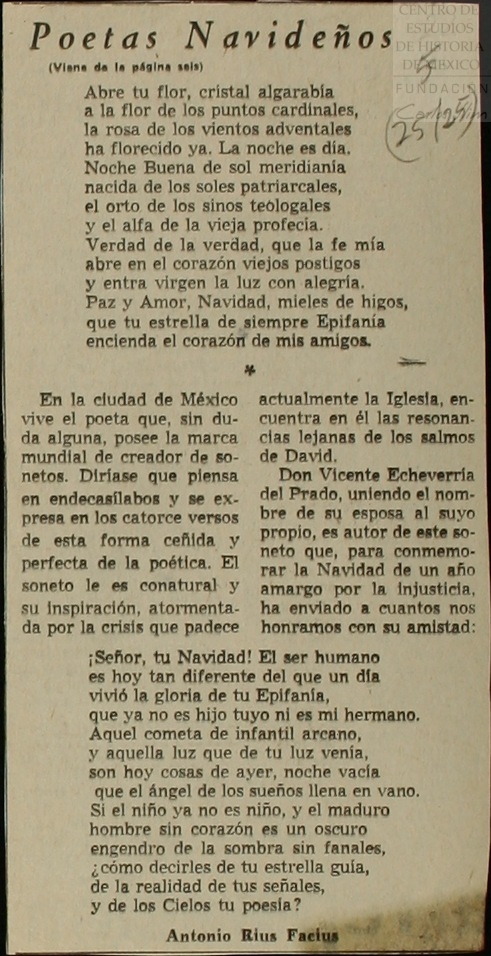 Poetas Navideños
(Viene de la página seis)
CENTRO DE
ESTUDIOS
DE HISTORIA
DE MÉXICO
FUNDACIÓN
5
(25(25)
Abre tu flor, cristal algarabía
a la flor de los puntos cardinales,
la rosa de los vientos adventales
ha florecido ya. La noche es día.
Noche Buena de sol meridianía
nacida de los soles patriarcales,
el orto de los sinos teologales
y el alfa de la vieja profecía.
Verdad de la verdad, que la fe mía
abre en el corazón viejos postigos
y entra virgen la luz con alegría.
Paz y Amor, Navidad, mieles de higos,
que tu estrella de siempre Epifanía
encienda el corazón de mis amigos.
*
En la ciudad de México
vive el poeta que, sin du-
da alguna, posee la marca
mundial de creador de so-
netos. Diríase que piensa
en endecasílabos y se ex-
presa en los catorce versos
de esta forma ceñida y
perfecta de la poética. El
soneto le es conatural y
su inspiración, atormenta-
da por la crisis que padece
actualmente la Iglesia, en-
cuentra en él las resonan-
cias lejanas de los salmos
de David.
Don Vicente Echeverría
del Prado, uniendo el nom-
bre de su esposa al suyo
propio, es autor de este so-
neto que, para conmemo-
rar la Navidad de un año
amargo por la injusticia,
ha enviado a cuantos nos
honramos con su amistad:
¡Señor, tu Navidad! El ser humano
es hoy tan diferente del que un día
vivió la gloria de tu Epifanía,
que ya no es hijo tuyo ni es mi hermano.
Aquel cometa de infantil arcano,
y aquella luz que de tu luz venía,
son hoy cosas de ayer, noche vacía
que el ángel de los sueños llena en vano.
Si el niño ya no es niño, y el maduro
hombre sin corazón es un oscuro
engendro de la sombra sin fanales,
¿cómo decirles de tu estrella guía,
de la realidad de tus señales,
y de los Cielos tu poesía?
Antonio Rius Facius